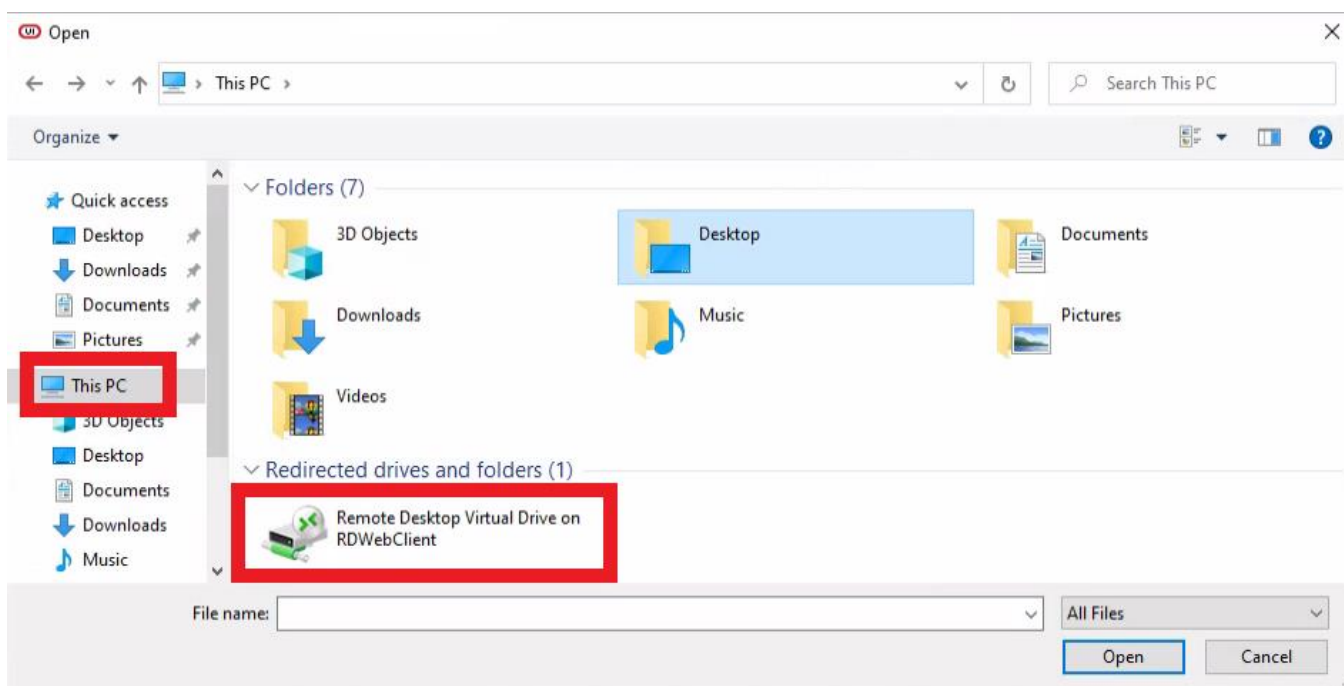 UI Open
This PC
Search This PC
Organize
?
Quick access
Desktop
Downloads
Documents
Pictures
This PC
3D Objects
Desktop
Documents
Downloads
Music
Folders (7)
3D Objects
Desktop
Documents
Downloads
Music
Pictures
Videos
Redirected drives and folders (1)
Remote Desktop Virtual Drive on
RDWebClient
File name:
All Files
Open
Cancel